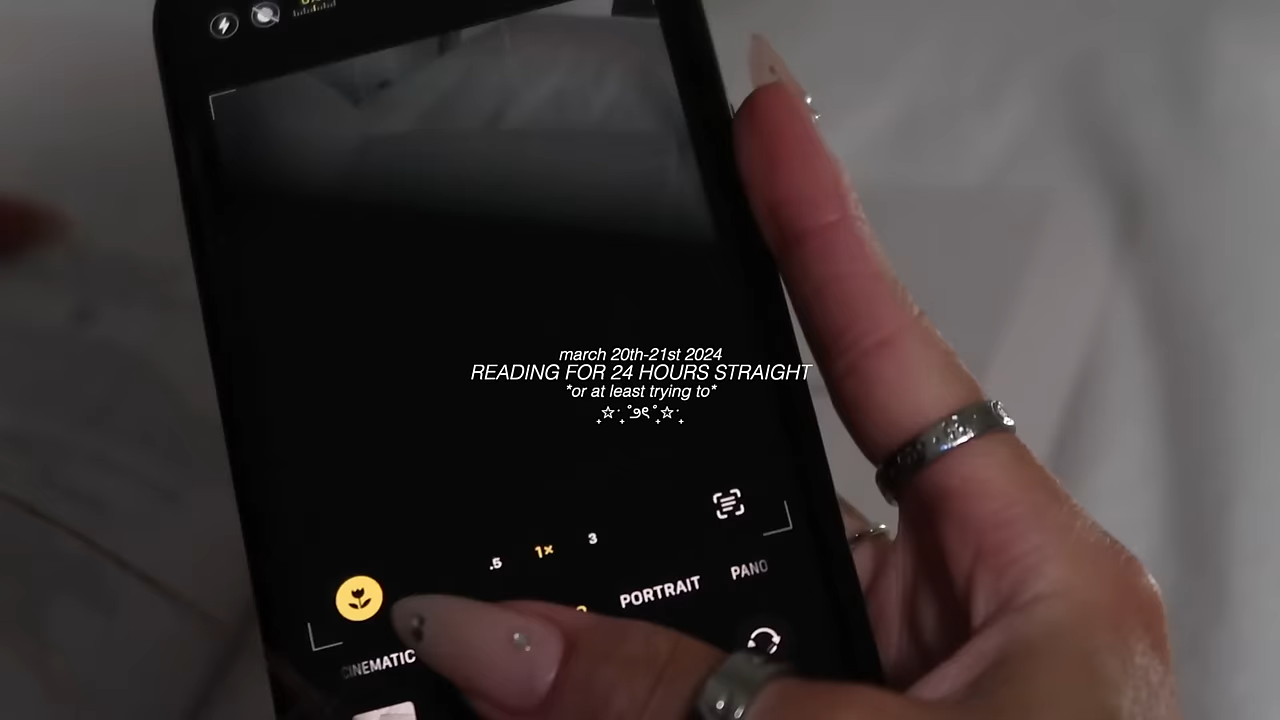 .5 1× 3
PORTRAIT PANO
CINEMATIC
march 20th-21st 2024
READING FOR 24 HOURS STRAIGHT
*or at least trying to*
˖☆·˖˚୨୧˚˖☆·˖